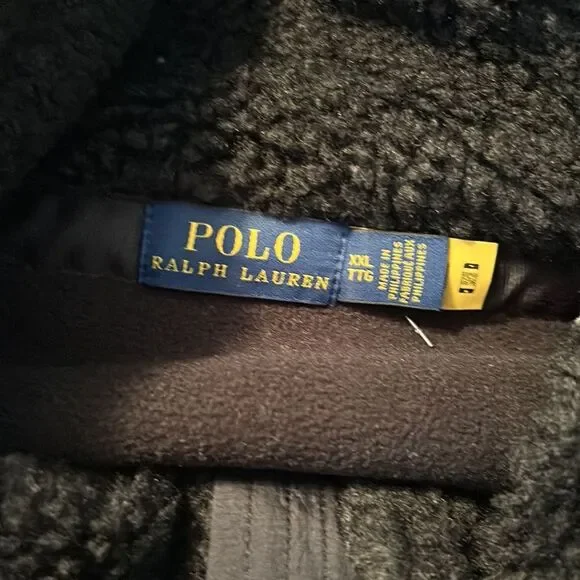 POLO
RALPH LAUREN
XXL
TTG
MADE IN
PHILIPPINES
FABRIQUÉ AUX
PHILIPPINES